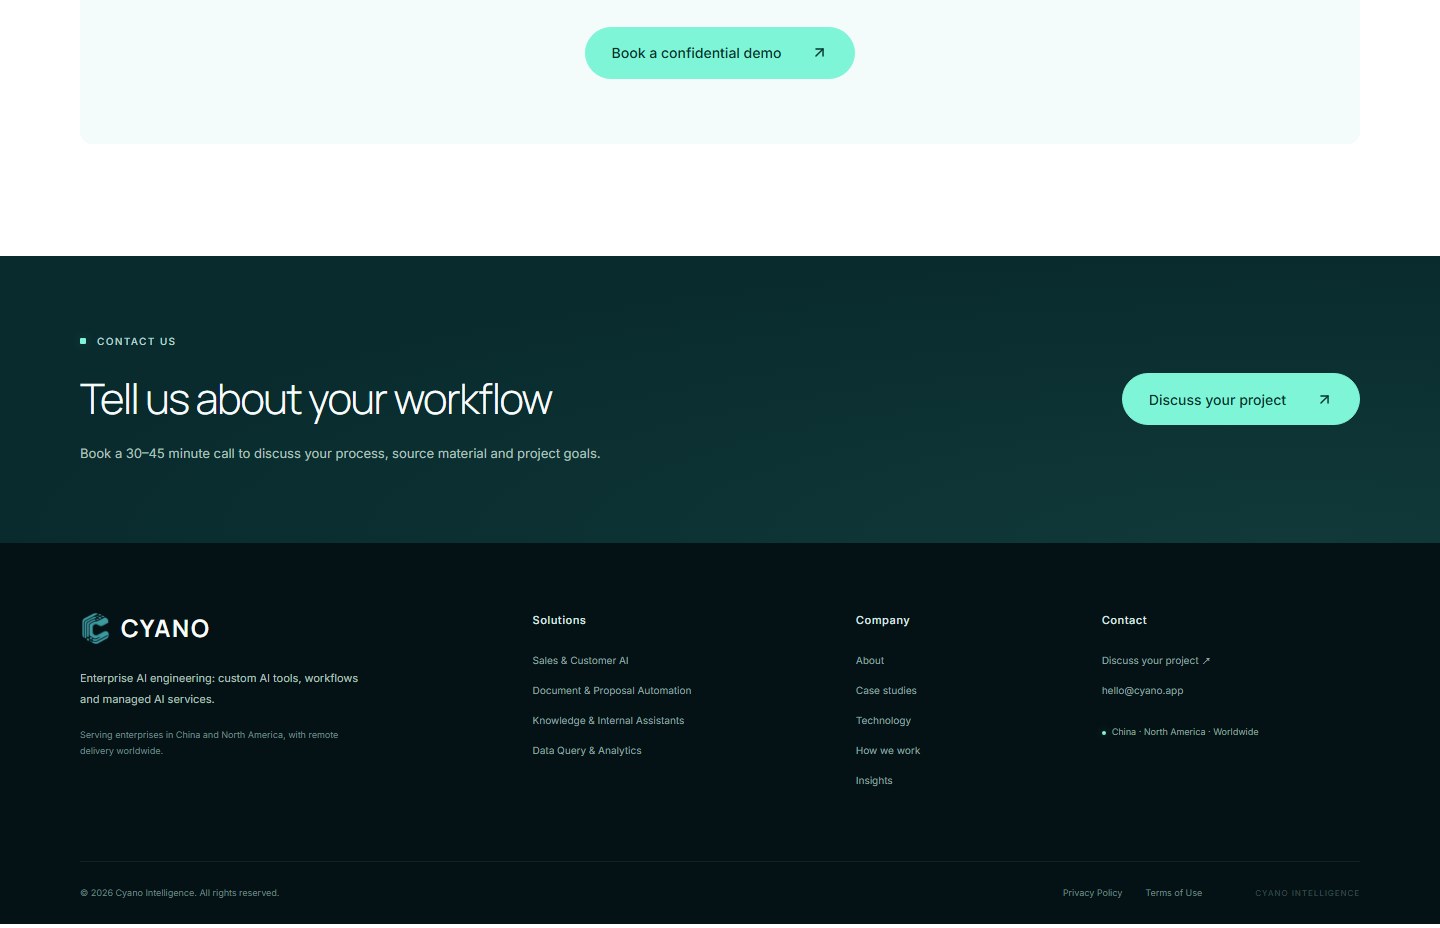 Book a confidential demo
CONTACT US
Tell us about your workflow
Book a 30–45 minute call to discuss your process, source material and project goals.
Discuss your project
CYANO
Enterprise AI engineering: custom AI tools, workflows
and managed AI services.
Serving enterprises in China and North America, with remote
delivery worldwide.
Solutions
Sales & Customer AI
Document & Proposal Automation
Knowledge & Internal Assistants
Data Query & Analytics
Company
About
Case studies
Technology
How we work
Insights
Contact
Discuss your project ↗
hello@cyano.app
China · North America · Worldwide
© 2026 Cyano Intelligence. All rights reserved.
Privacy Policy
Terms of Use
CYANO INTELLIGENCE